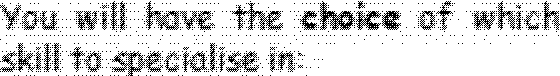 You will have the choice of which
skill to specialise in: